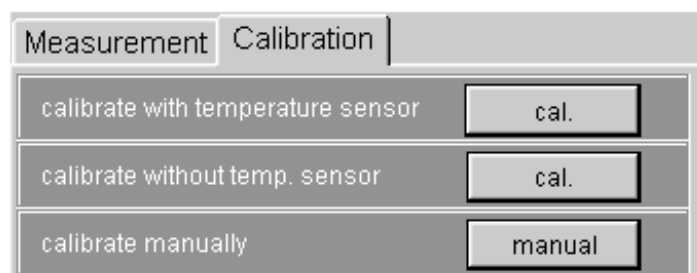 Measurement Calibration
calibrate with temperature sensor cal.
calibrate without temp. sensor cal.
calibrate manually manual